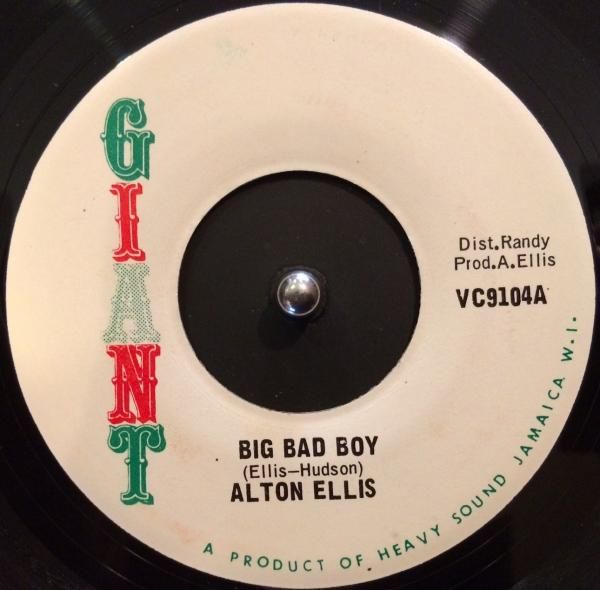 GIANT
Dist.Randy
Prod.A.Ellis
VC9104A
BIG BAD BOY
(Ellis-Hudson)
ALTON ELLIS
A PRODUCT OF HEAVY SOUND JAMAICA W.I.